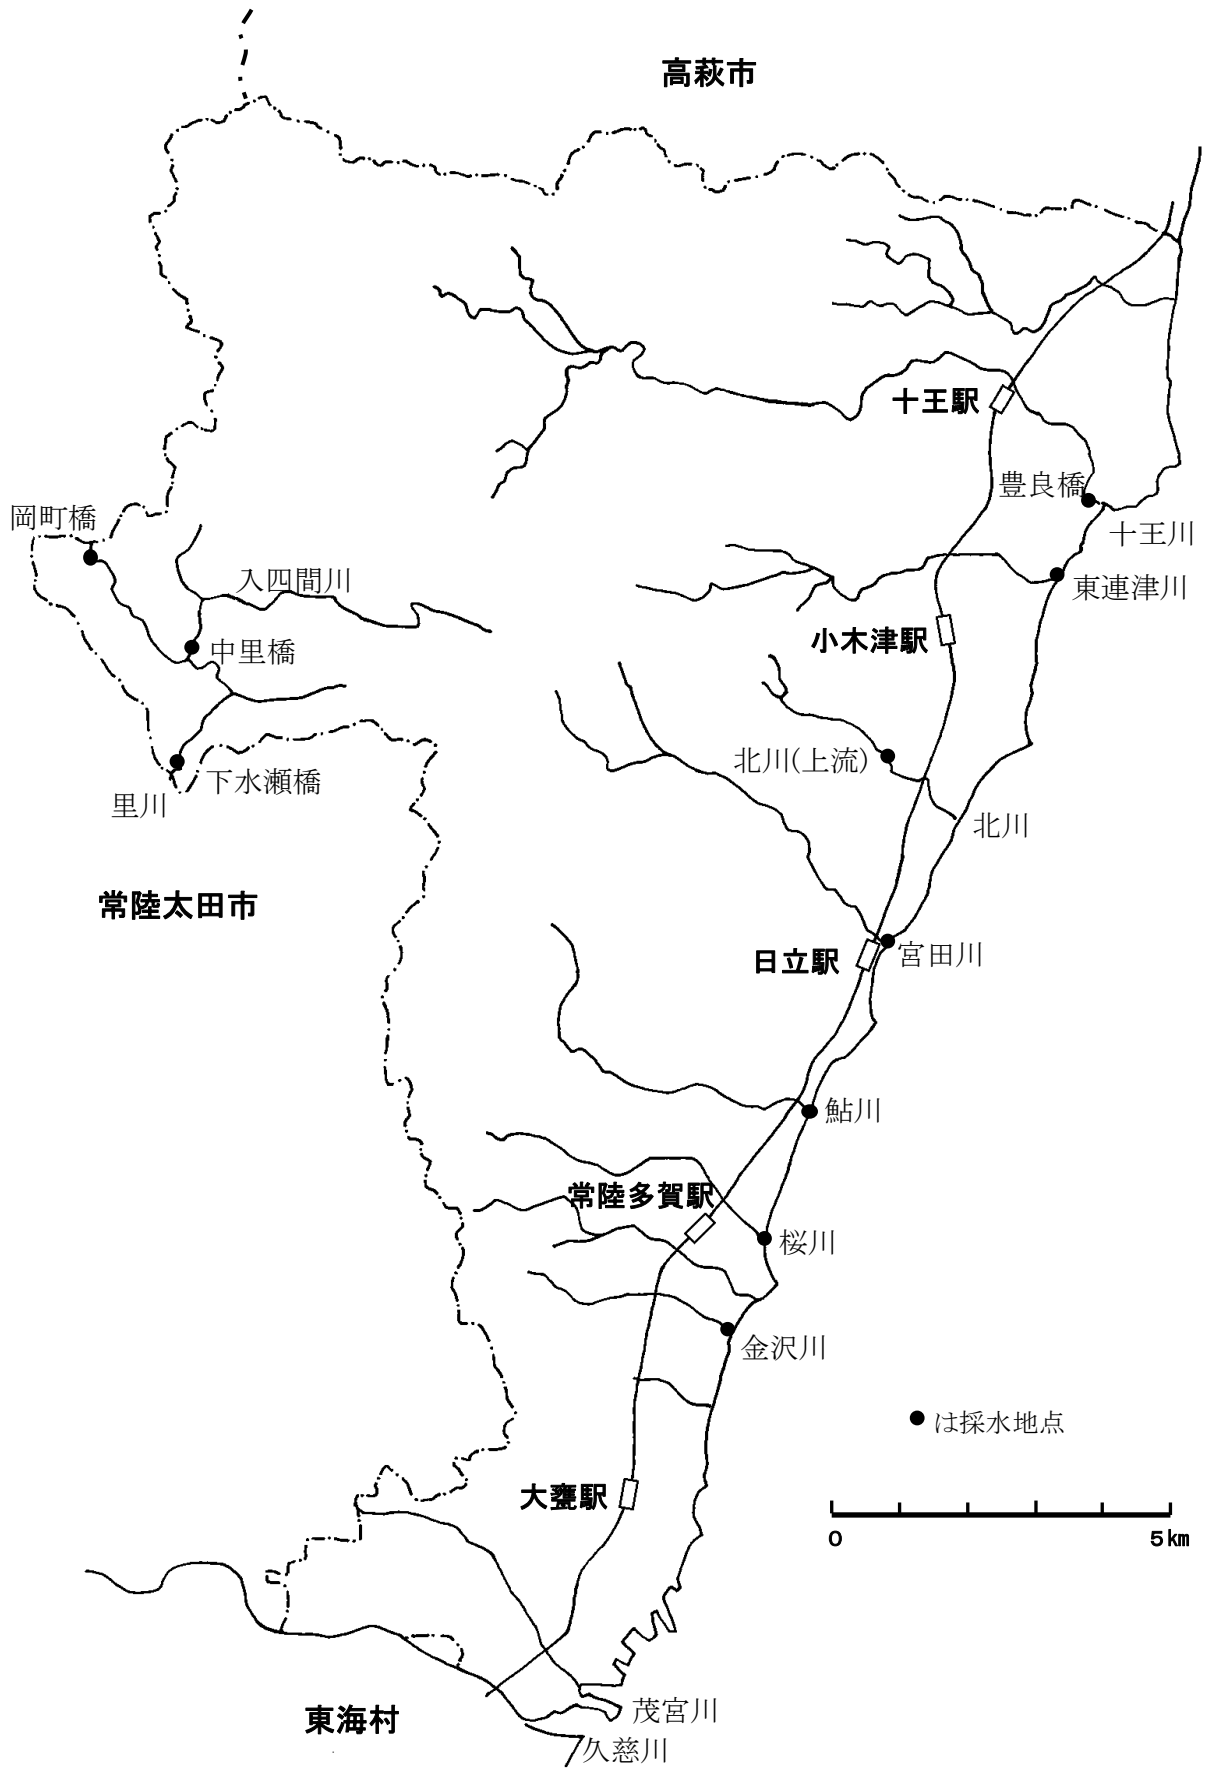 高萩市
十王駅
豊良橋
岡町橋
十王川
入四間川
東連津川
小木津駅
中里橋
北川(上流)
下水瀬橋
里川
北川
常陸太田市
日立駅
宮田川
鮎川
常陸多賀駅
桜川
金沢川
●は採水地点
大甕駅
0 5km
茂宮川
東海村
久慈川